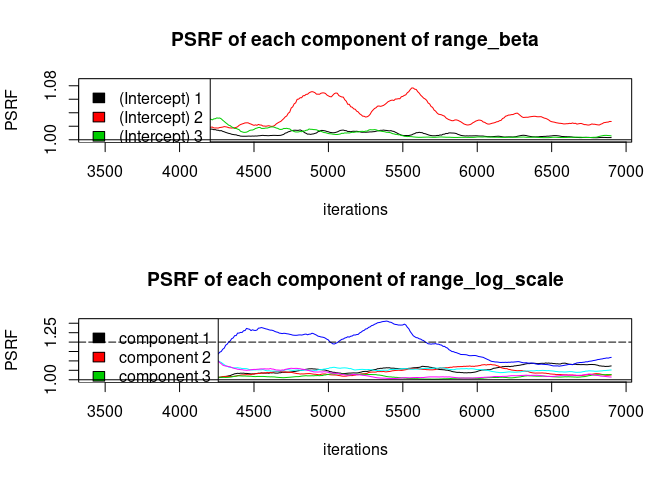 PSRF of each component of range_beta
PSRF
1.08
1.00
(Intercept) 1
(Intercept) 2
(Intercept) 3
3500 4000 4500 5000 5500 6000 6500 7000
iterations
PSRF of each component of range_log_scale
PSRF
1.25
1.00
component 1
component 2
component 3
3500 4000 4500 5000 5500 6000 6500 7000
iterations